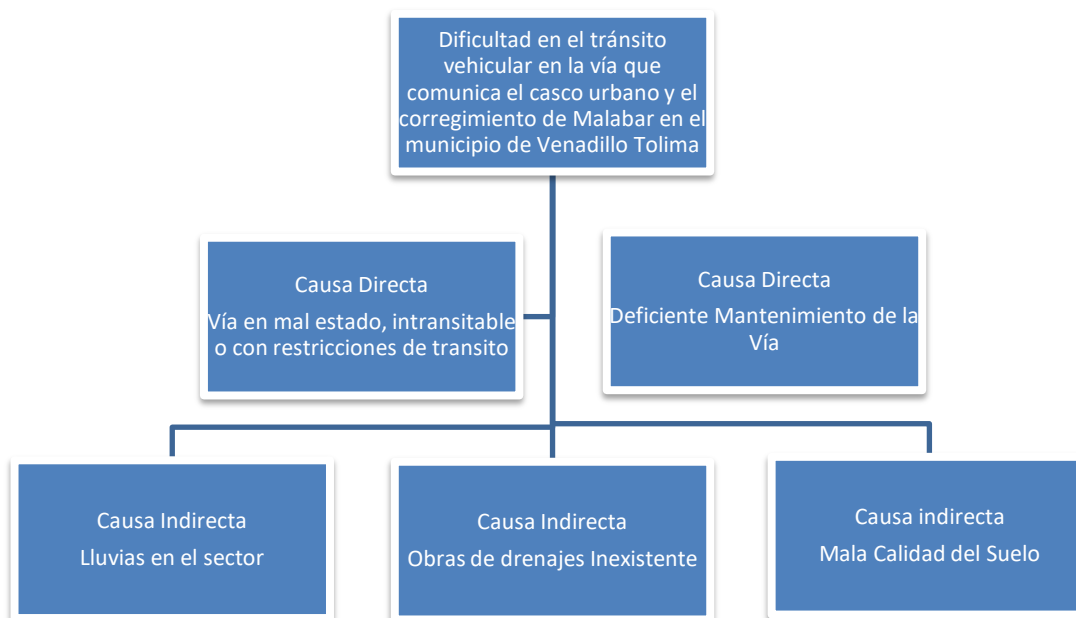 Dificultad en el tránsito
vehicular en la vía que
comunica el casco urbano y el
corregimiento de Malabar en el
municipio de Venadillo Tolima
Causa Directa
Vía en mal estado, intransitable
o con restricciones de transito
Causa Directa
Deficiente Mantenimiento de la
Vía
Causa Indirecta
Lluvias en el sector
Causa Indirecta
Obras de drenajes Inexistente
Causa indirecta
Mala Calidad del Suelo